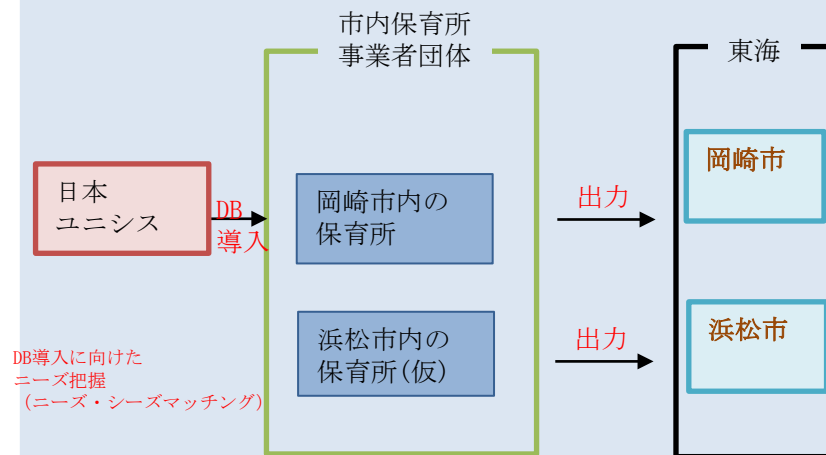 市内保育所
事業者団体
東海
日本
ユニシス
DB
導入
岡崎市内の
保育所
出力
岡崎市
浜松市内の
保育所(仮)
出力
浜松市
DB導入に向けた
ニーズ把握
(ニーズ・シーズマッチング)